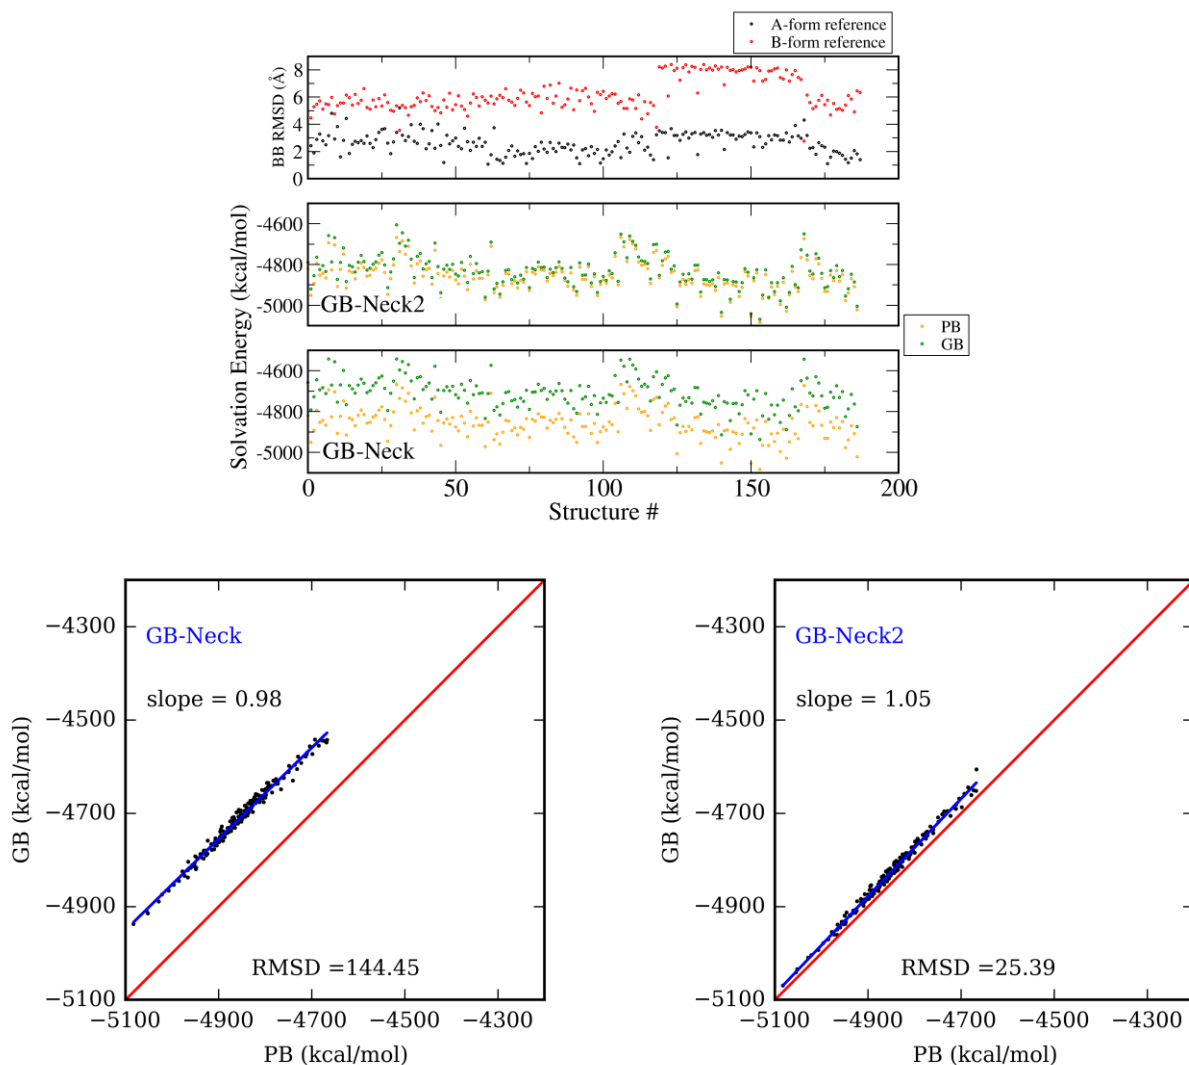 A-form reference
B-form reference
8
6
4
2
0
BB RMSD (Å)
-4600
-4800
-5000
GB-Neck2
Solvation Energy (kcal/mol)
PB
GB
-4600
-4800
-5000
GB-Neck
0 50 100 150 200
Structure #
−4300
−4500
−4700
−4900
−5100
GB (kcal/mol)
GB-Neck
slope = 0.98
RMSD =144.45
−5100 −4900 −4700 −4500 −4300
PB (kcal/mol)
−4300
−4500
−4700
−4900
−5100
GB (kcal/mol)
GB-Neck2
slope = 1.05
RMSD =25.39
−5100 −4900 −4700 −4500 −4300
PB (kcal/mol)